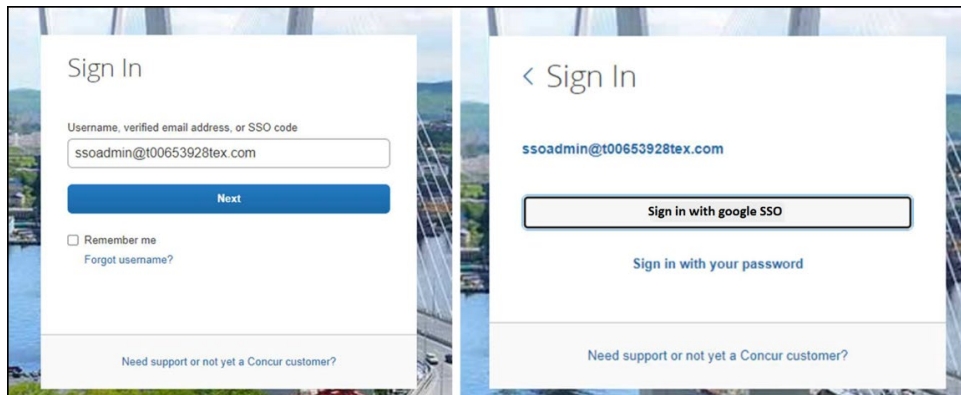 Sign In
Username, verified email address, or SSO code
ssoadmin@t00653928tex.com
Next
Remember me
Forgot username?
Need support or not yet a Concur customer?
< Sign In
ssoadmin@t00653928tex.com
Sign in with google SSO
Sign in with your password
Need support or not yet a Concur customer?